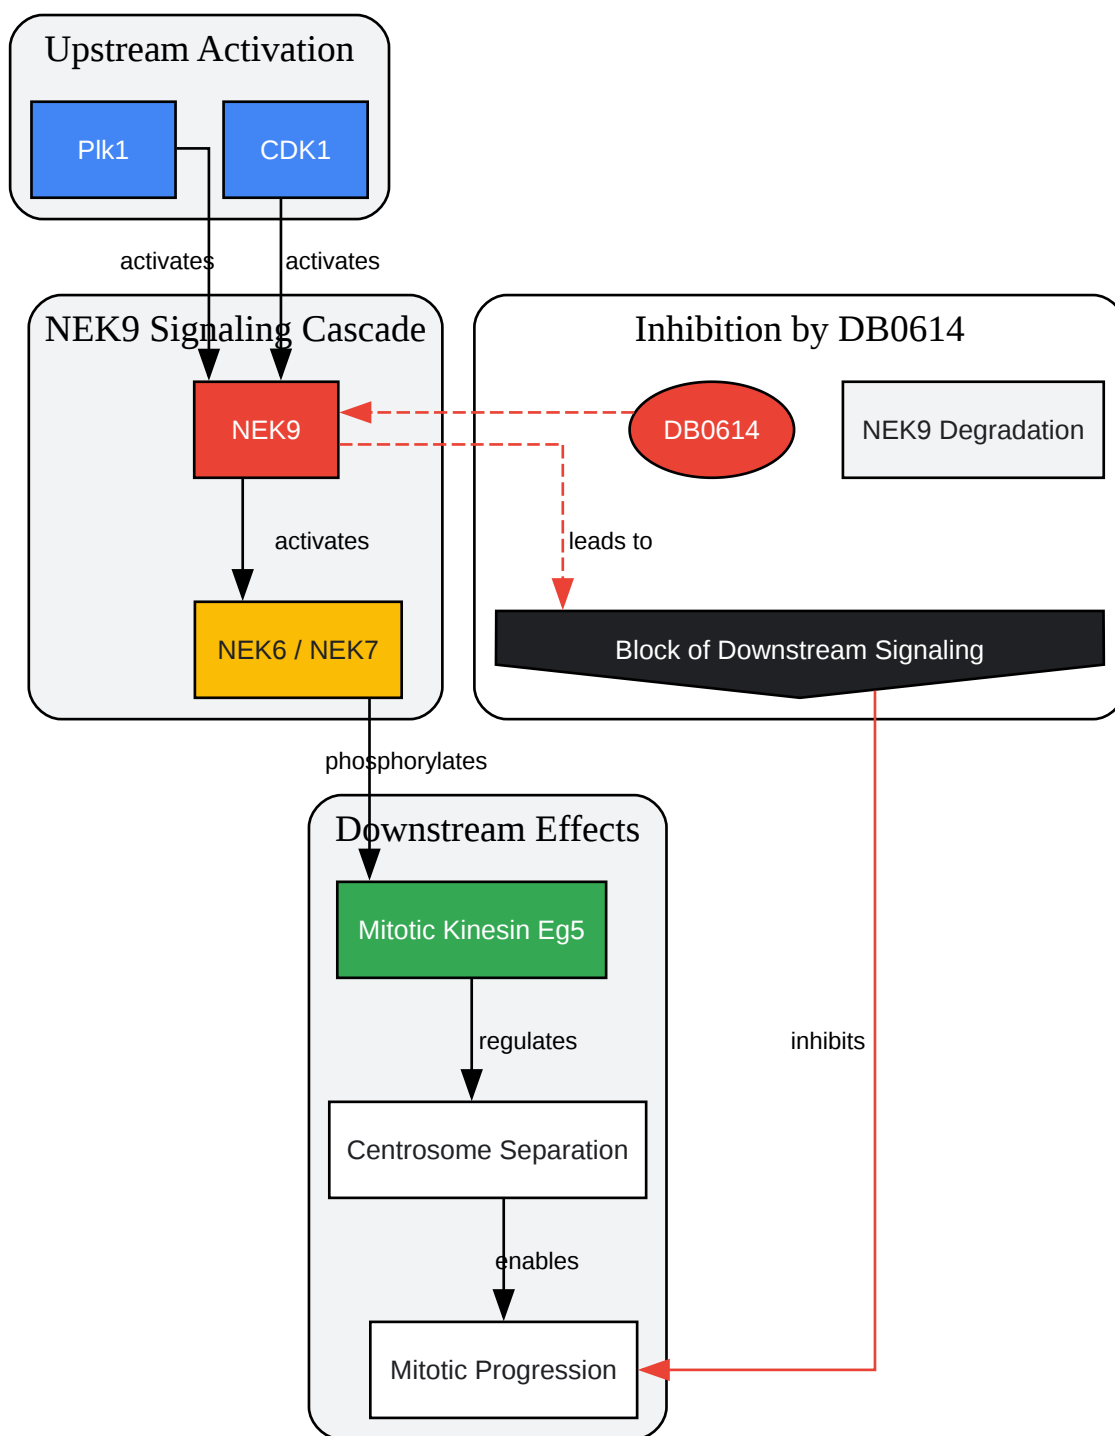 Upstream Activation
Plk1
CDK1
activates
activates
NEK9 Signaling Cascade
Inhibition by DB0614
NEK9
DB0614
NEK9 Degradation
activates
leads to
NEK6 / NEK7
Block of Downstream Signaling
phosphorylates
Downstream Effects
Mitotic Kinesin Eg5
regulates
inhibits
Centrosome Separation
enables
Mitotic Progression